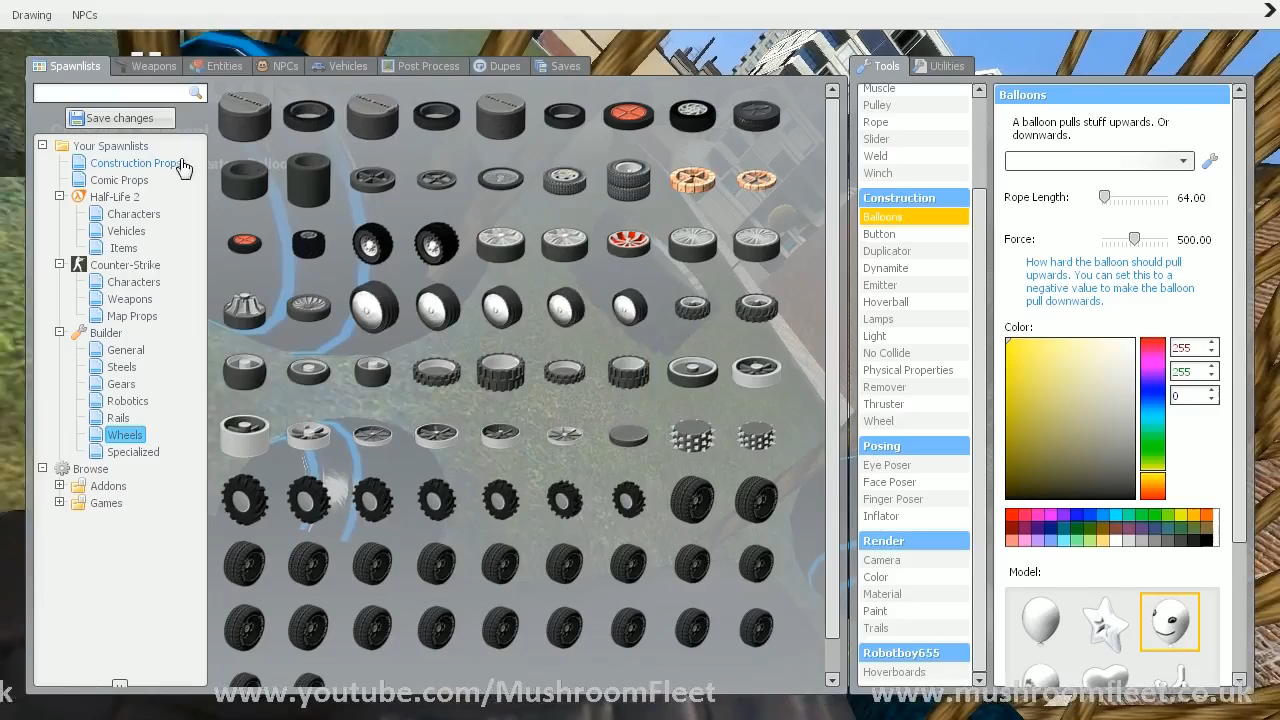 Drawing NPCs
Spawnlists Weapons Entities NPCs Vehicles Post Process Dupes Saves
Save changes
Your Spawnlists
Construction Props
Comic Props
Half-Life 2
Characters
Vehicles
Items
Counter-Strike
Characters
Weapons
Map Props
Builder
General
Steels
Gears
Robotics
Rails
Wheels
Specialized
Browse
Addons
Games
Tools Utilities
Muscle
Pulley
Rope
Slider
Weld
Winch
Construction
Balloons
Button
Duplicator
Dynamite
Emitter
Hoverball
Lamps
Light
No Collide
Physical Properties
Remover
Thruster
Wheel
Posing
Eye Poser
Face Poser
Finger Poser
Inflator
Render
Camera
Color
Material
Paint
Trails
Robotboy655
Hoverboards
Balloons
A balloon pulls stuff upwards. Or
downwards.
Rope Length: 64.00
Force: 500.00
How hard the balloon should pull
upwards. You can set this to a
negative value to make the balloon
pull downwards.
Color:
255
255
0
Model:
k www.youtube.com/MushroomFleet www.mushroomfleet.co.uk